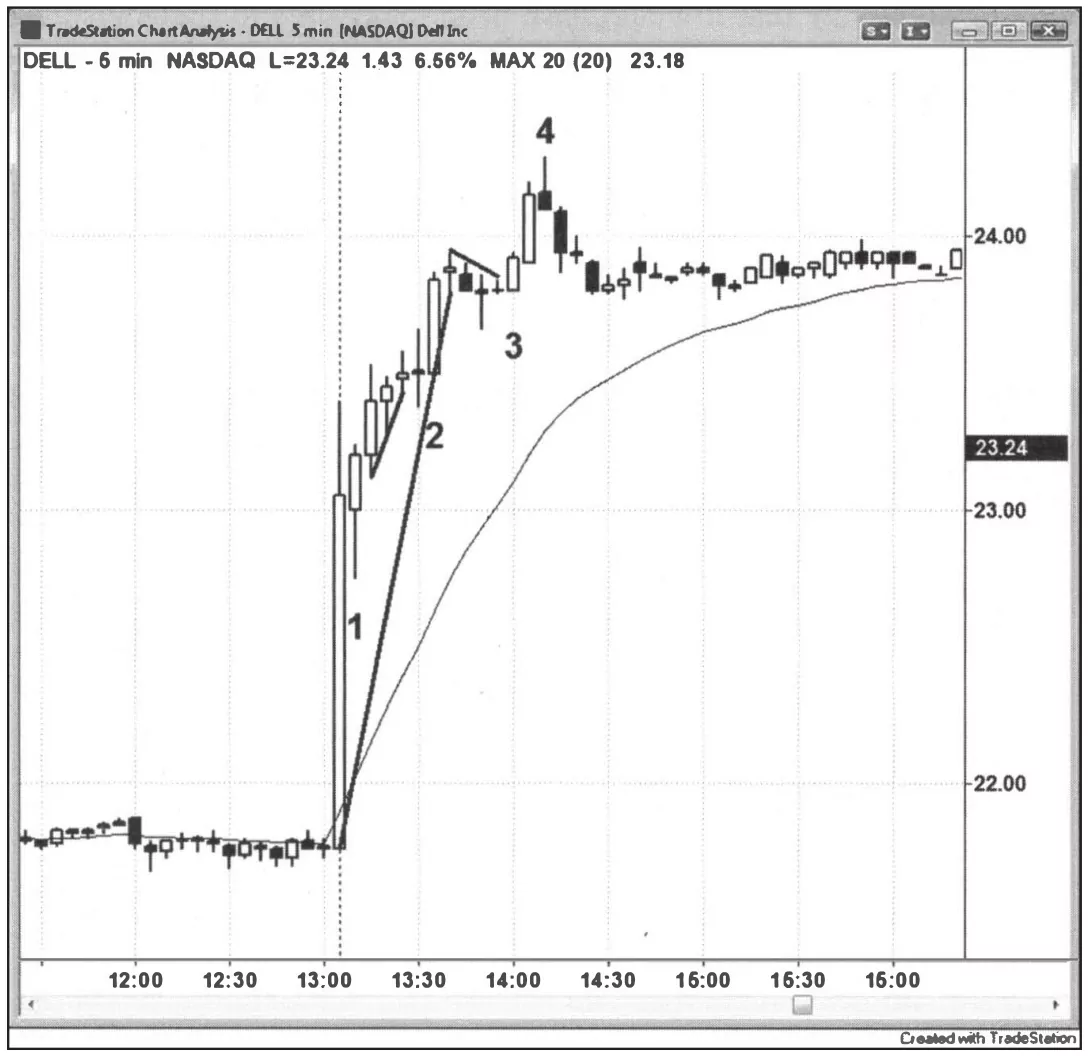 TradeStation Chart Analysis - DELL 5 min [NASDAQ] Dell Inc
DELL - 5 min NASDAQ L=23.24 1.43 6.56% MAX 20 (20) 23.18
4
24.00
3
2
23.24
23.00
1
22.00
12:00 12:30 13:00 13:30 14:00 14:30 15:00 15:30 16:00
Created with TradeStation